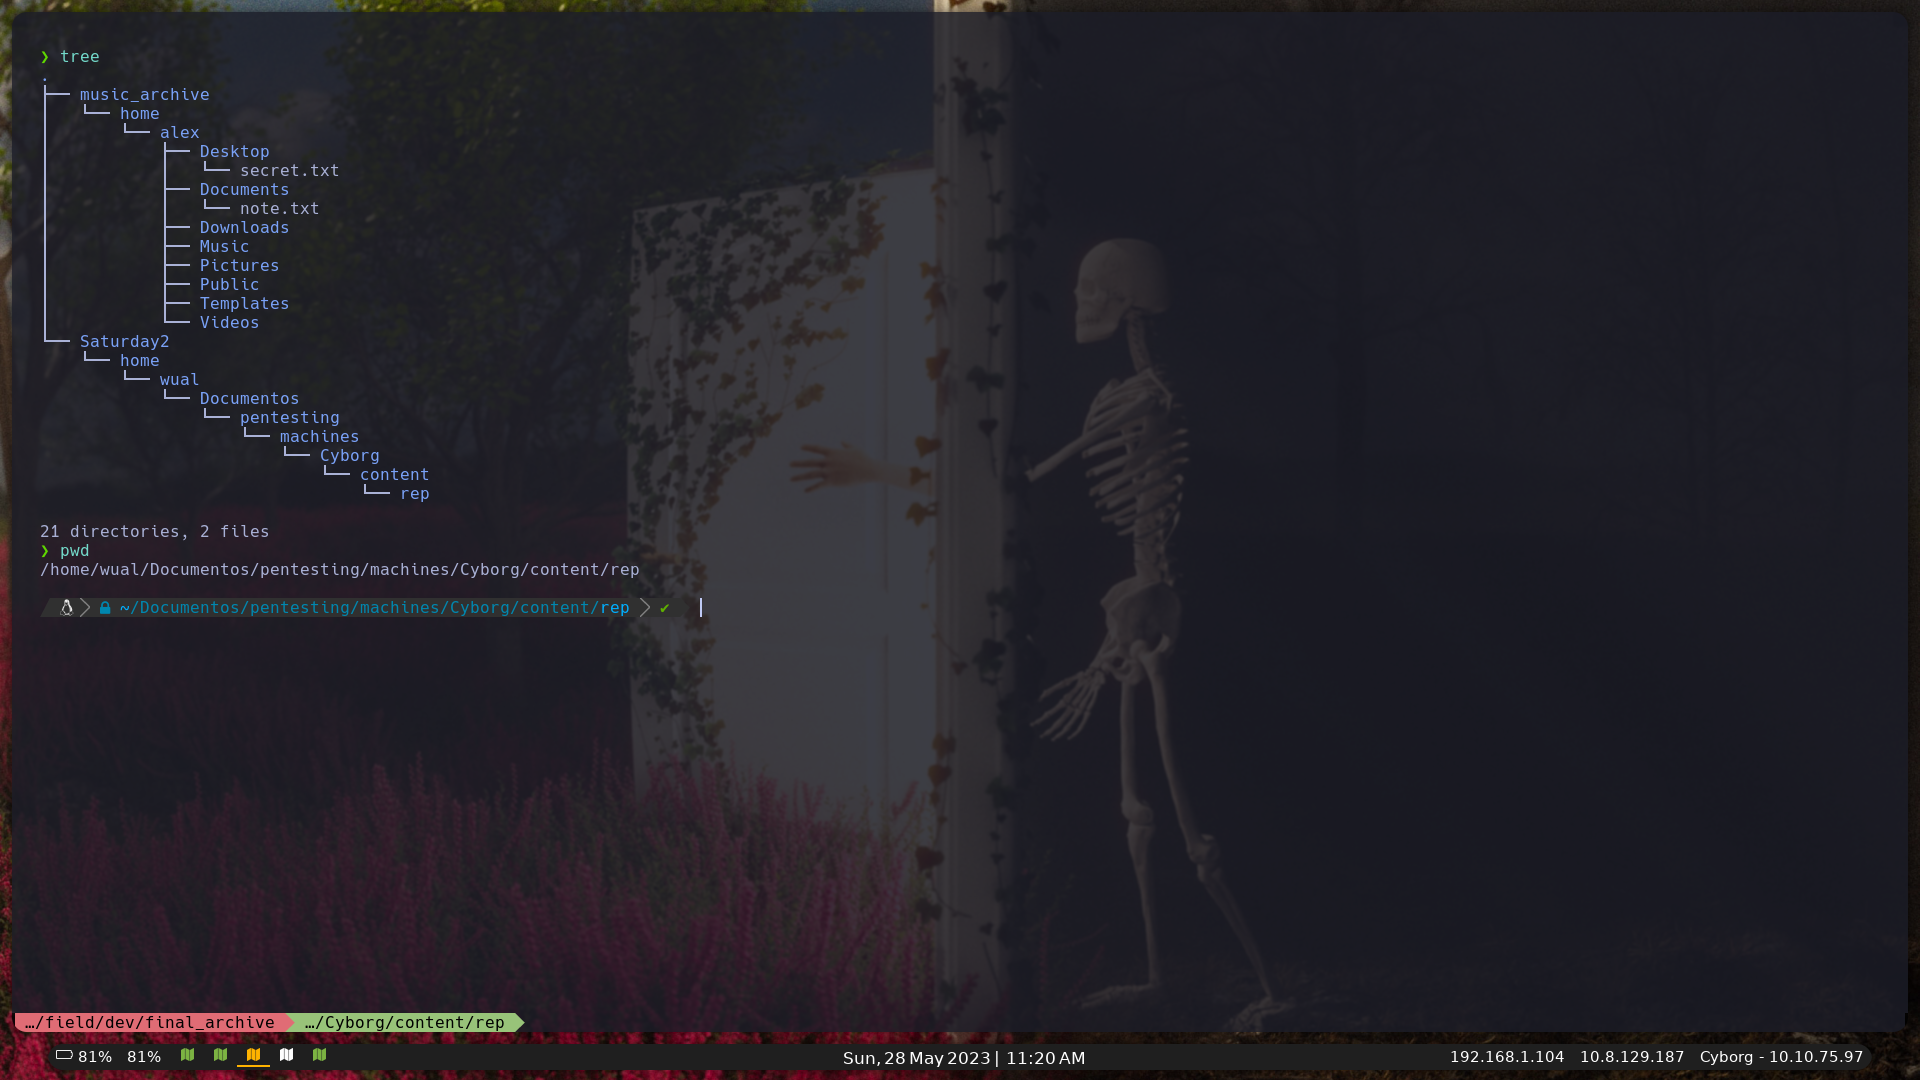 ❯ tree
.
├── music_archive
│   └── home
│       └── alex
│           ├── Desktop
│           │   └── secret.txt
│           ├── Documents
│           │   └── note.txt
│           ├── Downloads
│           ├── Music
│           ├── Pictures
│           ├── Public
│           ├── Templates
│           └── Videos
└── Saturday2
    └── home
        └── wual
            └── Documentos
                └── pentesting
                    └── machines
                        └── Cyborg
                            └── content
                                └── rep
21 directories, 2 files
❯ pwd
/home/wual/Documentos/pentesting/machines/Cyborg/content/rep
~/Documentos/pentesting/machines/Cyborg/content/rep ✔
…/field/dev/final_archive …/Cyborg/content/rep
81% 81% Sun, 28 May 2023 | 11:20 AM 192.168.1.104 10.8.129.187 Cyborg - 10.10.75.97